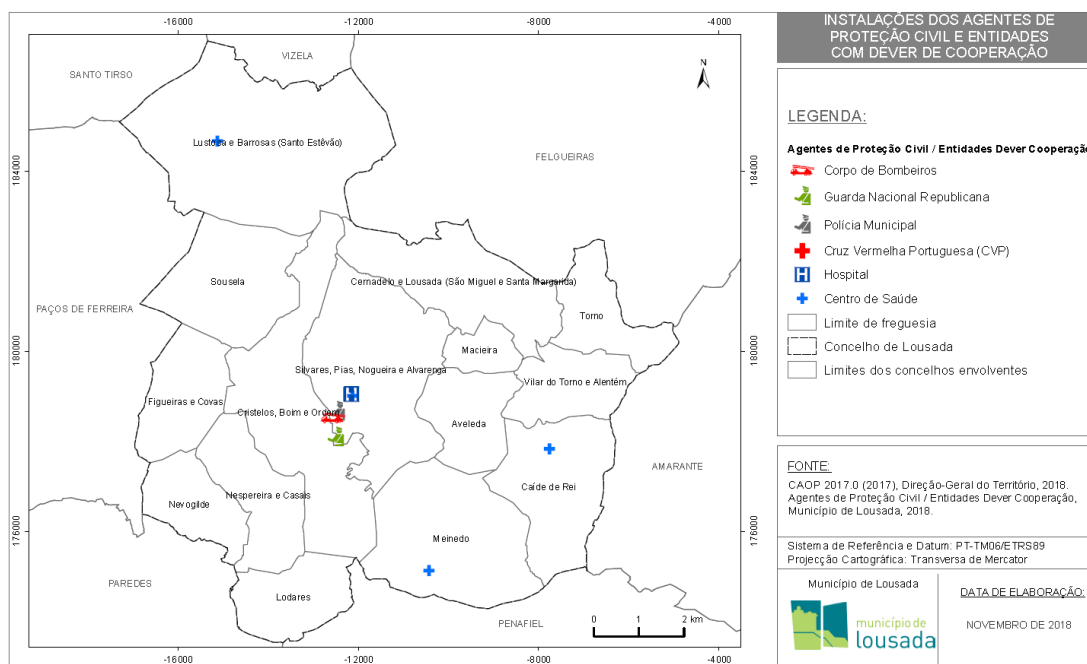 -16000
-12000
-8000
-4000
INSTALAÇÕES DOS AGENTES DE
PROTEÇÃO CIVIL E ENTIDADES
COM DEVER DE COOPERAÇÃO
VIZELA
SANTO TIRSO
N
LEGENDA:
Lustosa e Barrosas (Santo Estêvão)
Agentes de Proteção Civil / Entidades Dever Cooperação
FELGUEIRAS
184000
184000
Corpo de Bombeiros
Guarda Nacional Republicana
Polícia Municipal
Cruz Vermelha Portuguesa (CVP)
Hospital
Centro de Saúde
Limite de freguesia
Concelho de Lousada
Limites dos concelhos envolventes
Sousela
Cernadelo e Lousada (São Miguel e Santa Margarida)
PAÇOS DE FERREIRA
Torno
180000
180000
Macieira
Silvares, Pias, Nogueira e Alvarenga
Vilar do Torno e Alentém
Figueiras e Covas
H
Cristelos, Boim e Ordem
Aveleda
AMARANTE
FONTE:
CAOP 2017.0 (2017), Direção-Geral do Território, 2018.
Agentes de Proteção Civil / Entidades Dever Cooperação,
Município de Lousada, 2018.
Caíde de Rei
Nespereira e Casais
Nevogilde
176000
176000
Meinedo
Sistema de Referência e Datum: PT-TM06/ETRS89
Projecção Cartográfica: Transversa de Mercator
PAREDES
Lodares
PENAFIEL
0 1 2 km
Município de Lousada
município de
lousada
DATA DE ELABORAÇÃO:
NOVEMBRO DE 2018
-16000
-12000
-8000
-4000